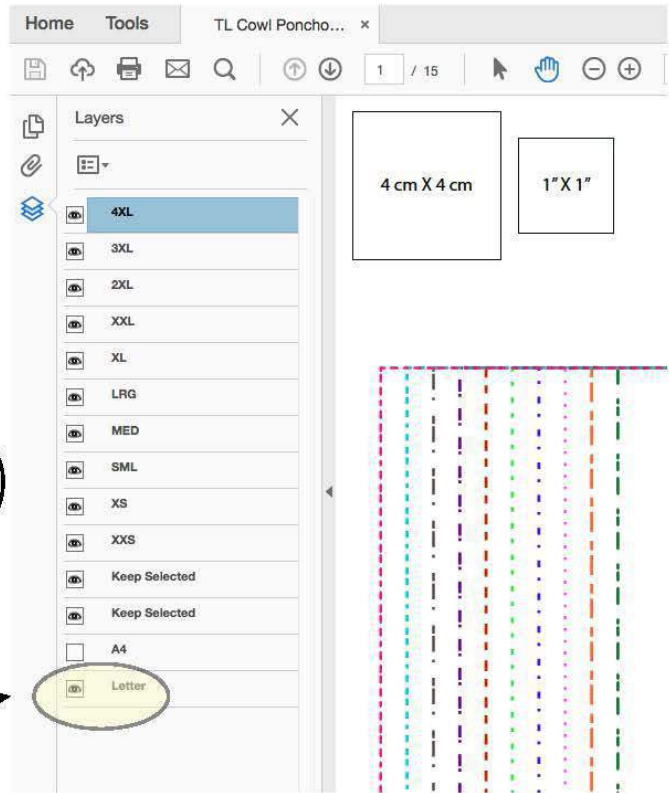 Home Tools TL Cowl Poncho... ×
1 / 15
Layers
4XL
3XL
2XL
XXL
XL
LRG
MED
SML
XS
XXS
Keep Selected
Keep Selected
A4
Letter
4 cm X 4 cm
1" X 1"